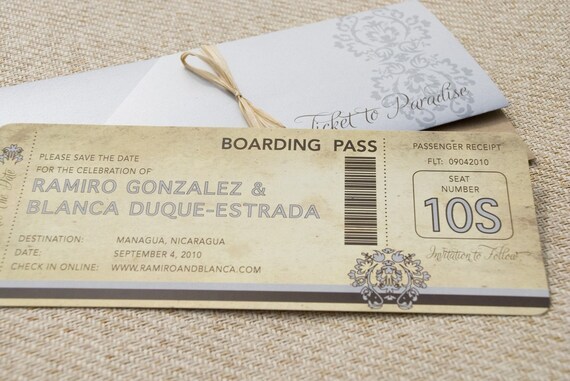 Ticket to Paradise
BOARDING PASS
PLEASE SAVE THE DATE
FOR THE CELEBRATION OF
RAMIRO GONZALEZ &
BLANCA DUQUE-ESTRADA
DESTINATION: MANAGUA, NICARAGUA
DATE: SEPTEMBER 4, 2010
CHECK IN ONLINE: WWW.RAMIROANDBLANCA.COM
PASSENGER RECEIPT
FLT: 09042010
SEAT
NUMBER
10S
Invitation to Follow